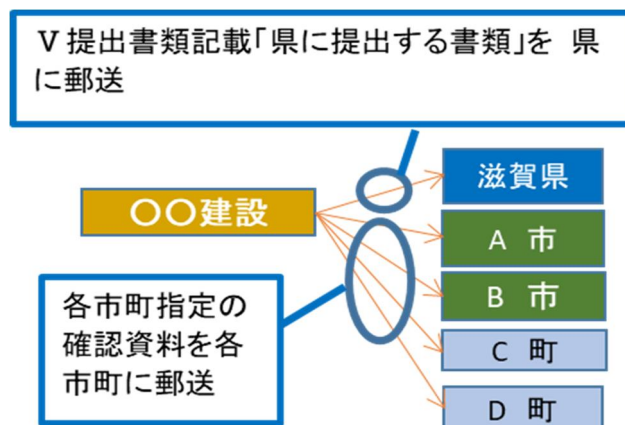 Ⅴ提出書類記載「県に提出する書類」を 県
に郵送
滋賀県
〇〇建設
A 市
B 市
各市町指定の
確認資料を各
市町に郵送
C 町
D 町